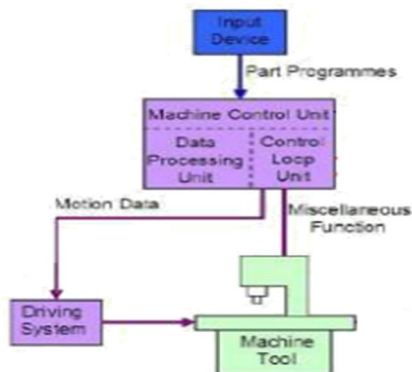 Input
Device
Part Programmes
Machine Control Unit
Data
Processing
Unit
Control
Loop
Unit
Motion Data
Miscellaneous
Function
Driving
System
Machine
Tool